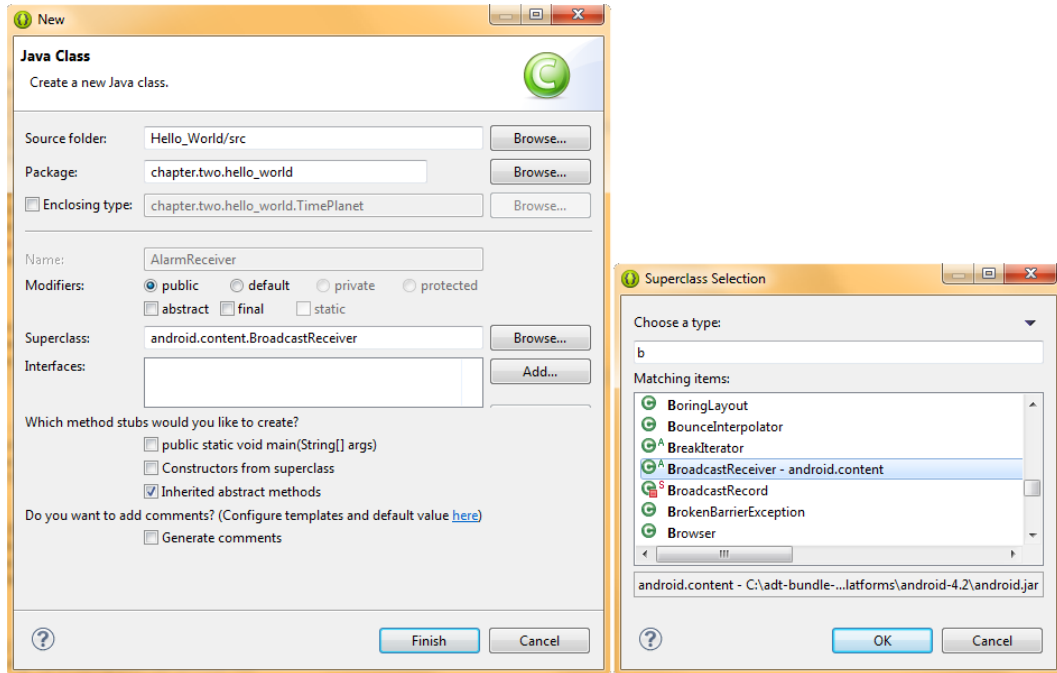 New
Java Class
Create a new Java class.
Source folder: Hello_World/src Browse...
Package: chapter.two.hello_world Browse...
Enclosing type: chapter.two.hello_world.TimePlanet Browse...
Name: AlarmReceiver
Modifiers: public default private protected
abstract final static
Superclass: android.content.BroadcastReceiver Browse...
Interfaces: Add...
Which method stubs would you like to create?
public static void main(String[] args)
Constructors from superclass
Inherited abstract methods
Do you want to add comments? (Configure templates and default value here)
Generate comments
Finish Cancel
Superclass Selection
Choose a type:
b
Matching items:
C BoringLayout
C BounceInterpolator
C A BreakIterator
C A BroadcastReceiver - android.content
C S BroadcastRecord
C BrokenBarrierException
C Browser
android.content - C:\adt-bundle-...latforms\android-4.2\android.jar
OK Cancel